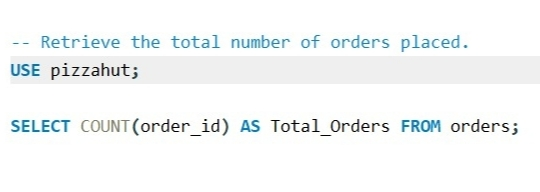 -- Retrieve the total number of orders placed.
USE pizzahut;
SELECT COUNT(order_id) AS Total_Orders FROM orders;